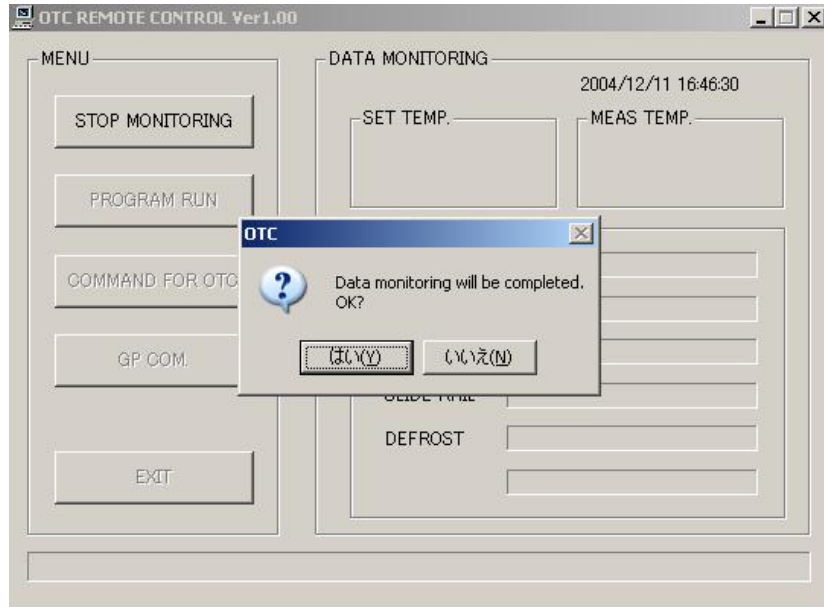 OTC REMOTE CONTROL Ver1.00
MENU
STOP MONITORING
PROGRAM RUN
COMMAND FOR OTC
GP COM.
EXIT
DATA MONITORING
2004/12/11 16:46:30
SET TEMP.
MEAS TEMP.
OTC
Data monitoring will be completed.
OK?
はい(Y)
いいえ(N)
SLIDE RAIL
DEFROST